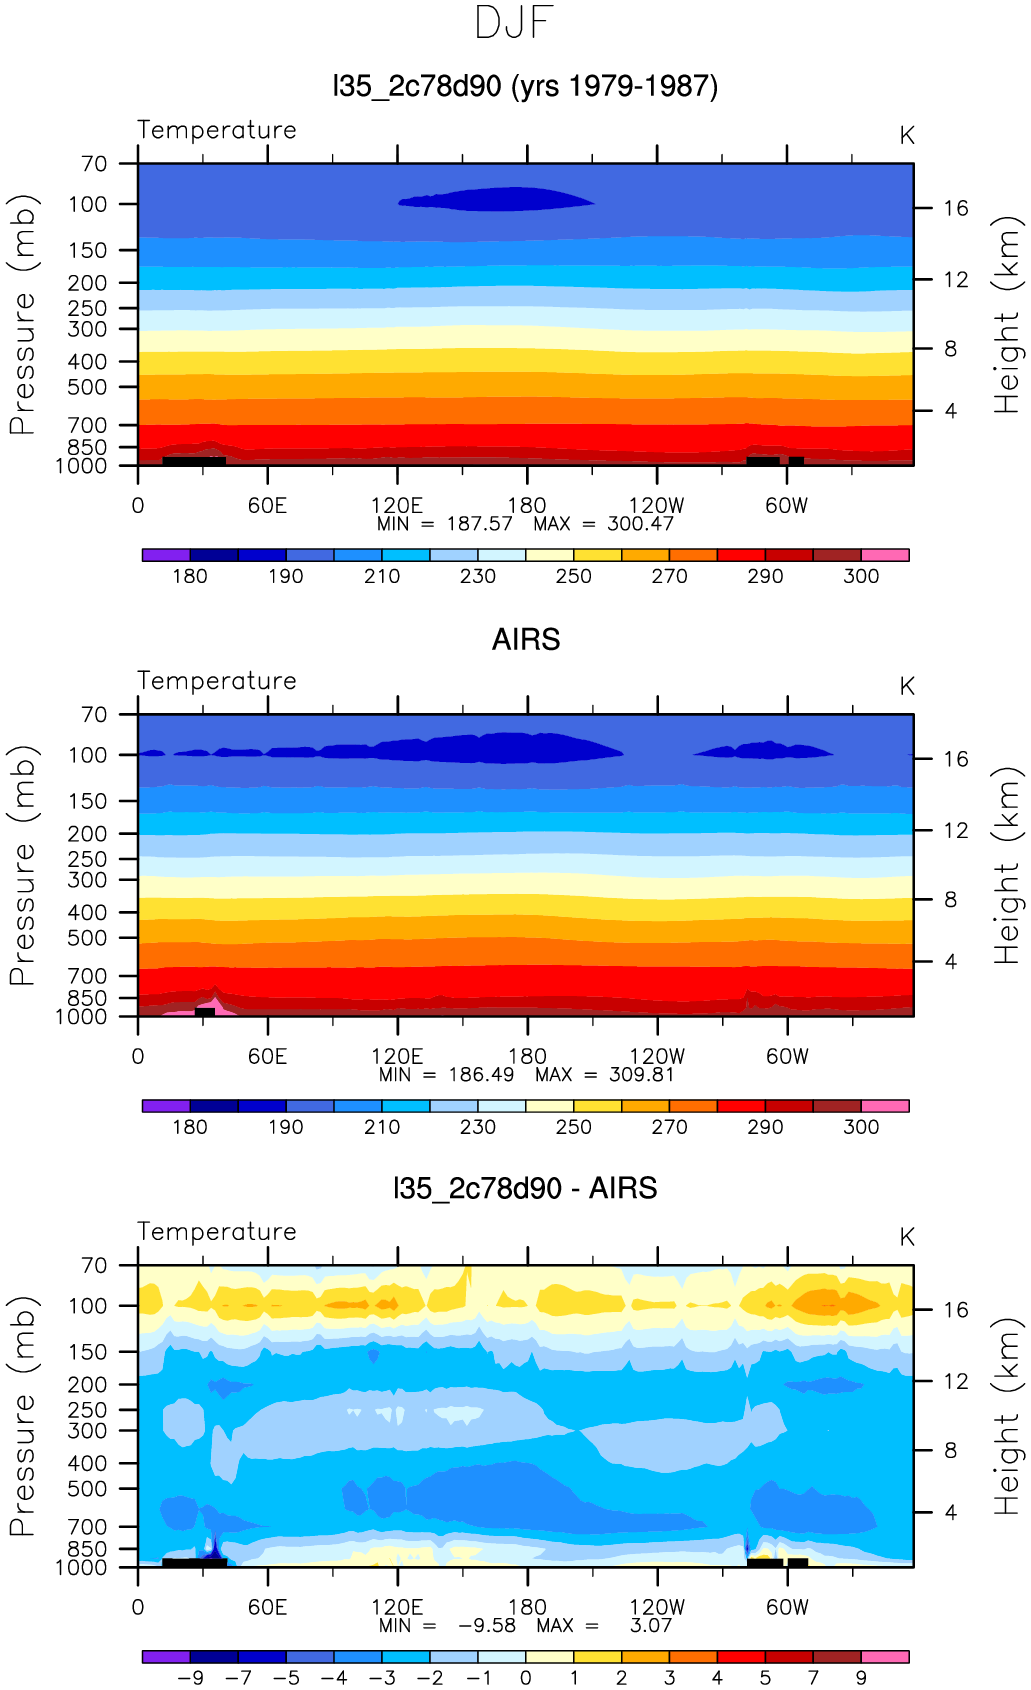 DJF
l35_2c78d90 (yrs 1979-1987)
Temperature K
Pressure (mb)
70
100
150
200
250
300
400
500
700
850
1000
16
12
8
4
Height (km)
0 60E 120E 180 120W 60W
MIN = 187.57 MAX = 300.47
180 190 210 230 250 270 290 300
AIRS
Temperature K
Pressure (mb)
70
100
150
200
250
300
400
500
700
850
1000
16
12
8
4
Height (km)
0 60E 120E 180 120W 60W
MIN = 186.49 MAX = 309.81
180 190 210 230 250 270 290 300
l35_2c78d90 - AIRS
Temperature K
Pressure (mb)
70
100
150
200
250
300
400
500
700
850
1000
16
12
8
4
Height (km)
0 60E 120E 180 120W 60W
MIN = -9.58 MAX = 3.07
-9 -7 -5 -4 -3 -2 -1 0 1 2 3 4 5 7 9